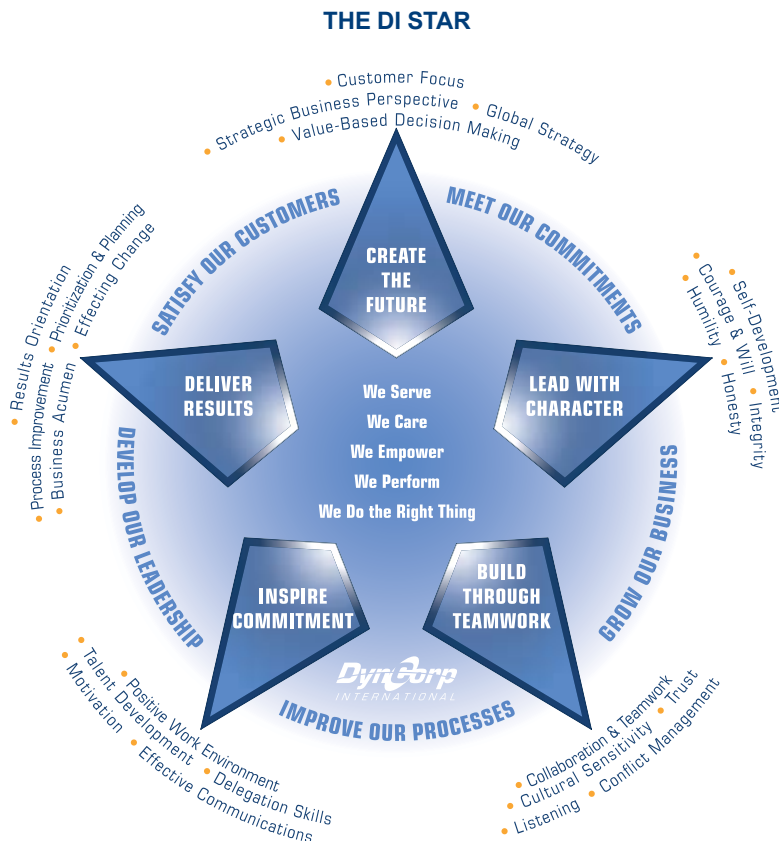 THE DI STAR
• Customer Focus
• Strategic Business Perspective • Global Strategy
• Value-Based Decision Making
SATISFY OUR CUSTOMERS
MEET OUR COMMITMENTS
CREATE
THE
FUTURE
• Results Orientation • Prioritization & Planning
• Process Improvement • Effecting Change
• Business Acumen
• Self-Development
• Courage & Will • Integrity
• Humility • Honesty
DELIVER
RESULTS
LEAD WITH
CHARACTER
We Serve
We Care
We Empower
We Perform
We Do the Right Thing
DEVELOP OUR LEADERSHIP
GROW OUR BUSINESS
INSPIRE
COMMITMENT
BUILD
THROUGH
TEAMWORK
DynCorp
INTERNATIONAL
IMPROVE OUR PROCESSES
• Positive Work Environment
• Talent Development • Delegation Skills
• Motivation • Effective Communications
• Collaboration & Teamwork
• Cultural Sensitivity • Trust
• Listening • Conflict Management